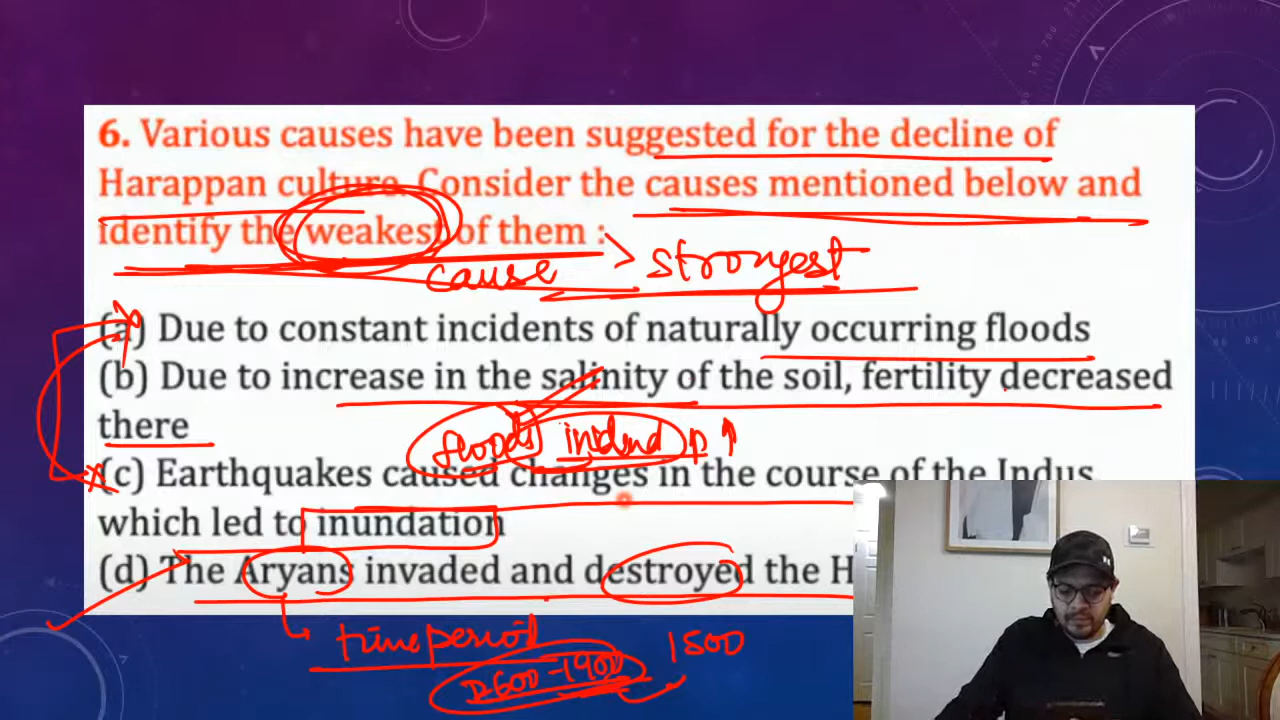 6. Various causes have been suggested for the decline of
Harappan culture. Consider the causes mentioned below and
identify the weakest of them :
cause strongest
(a) Due to constant incidents of naturally occurring floods
(b) Due to increase in the salinity of the soil, fertility decreased
there
floods
(c) Earthquakes caused changes in the course of the Indus
which led to inundation
(d) The Aryans invaded and destroyed the H
time period 1500
2600-1900